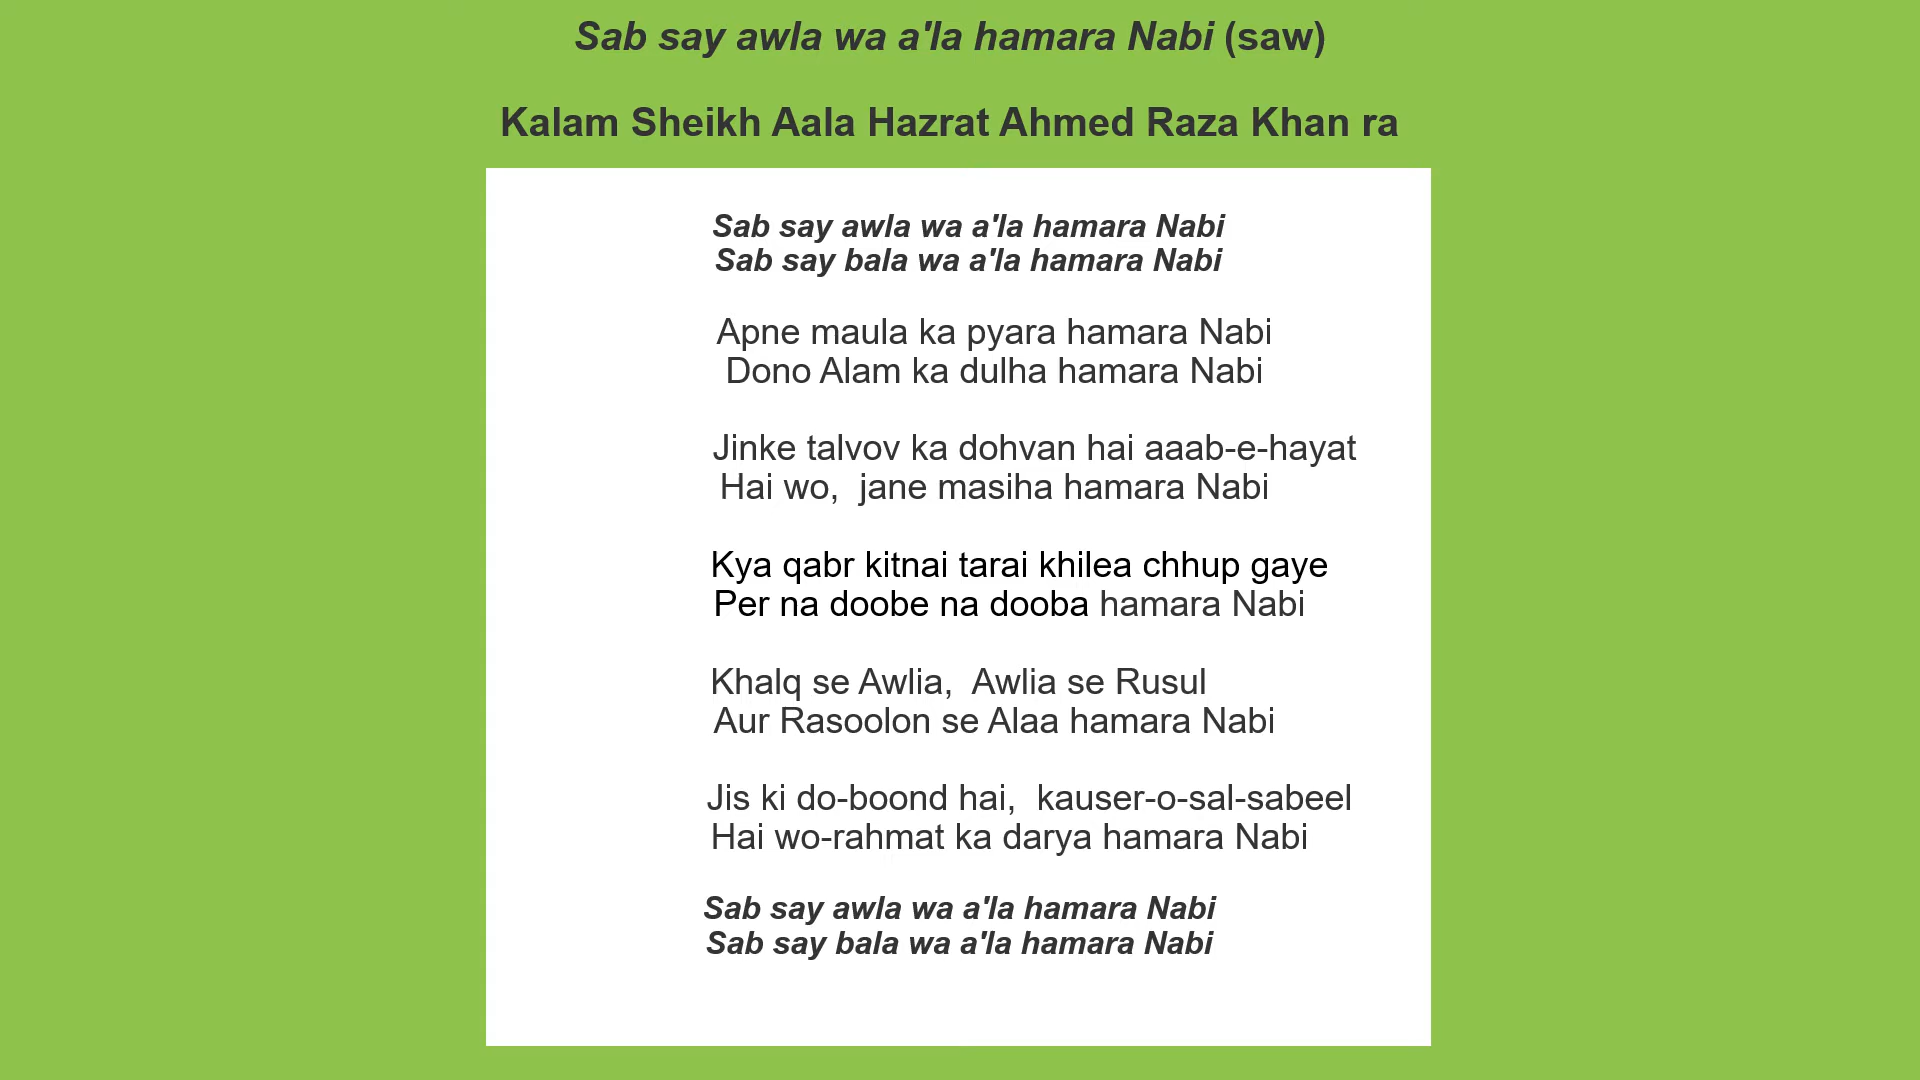 Sab say awla wa a'la hamara Nabi (saw)
Kalam Sheikh Aala Hazrat Ahmed Raza Khan ra
Sab say awla wa a'la hamara Nabi
Sab say bala wa a'la hamara Nabi
Apne maula ka pyara hamara Nabi
Dono Alam ka dulha hamara Nabi
Jinke talvov ka dohvan hai aaab-e-hayat
Hai wo,  jane masiha hamara Nabi
Kya qabr kitnai tarai khilea chhup gaye
Per na doobe na dooba hamara Nabi
Khalq se Awlia,  Awlia se Rusul
Aur Rasoolon se Alaa hamara Nabi
Jis ki do-boond hai,  kauser-o-sal-sabeel
Hai wo-rahmat ka darya hamara Nabi
Sab say awla wa a'la hamara Nabi
Sab say bala wa a'la hamara Nabi